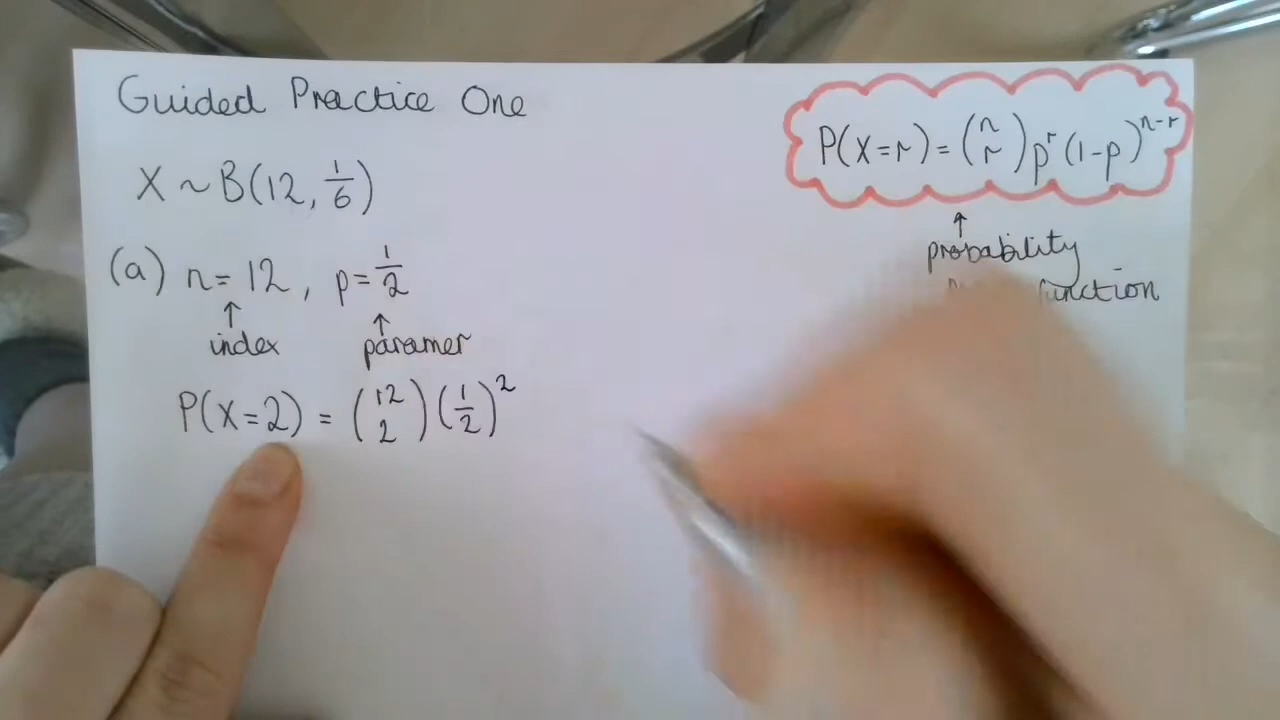 Guided Practice One
P(X=r) = (n r) p^r (1-p)^{n-r}
↑
probability
function
X ~ B(12, 1/6)
(a) n = 12, p = 1/2
↑ ↑
index paramer
P(X=2) = (12 2) (1/2)^2